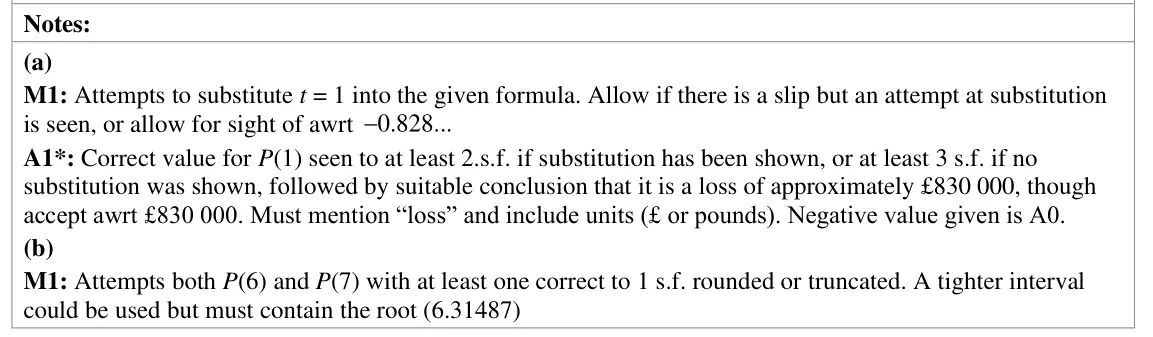 Notes:
(a)
M1: Attempts to substitute t = 1 into the given formula. Allow if there is a slip but an attempt at substitution
is seen, or allow for sight of awrt −0.828...
A1*: Correct value for P(1) seen to at least 2.s.f. if substitution has been shown, or at least 3 s.f. if no
substitution was shown, followed by suitable conclusion that it is a loss of approximately £830 000, though
accept awrt £830 000. Must mention “loss” and include units (£ or pounds). Negative value given is A0.
(b)
M1: Attempts both P(6) and P(7) with at least one correct to 1 s.f. rounded or truncated. A tighter interval
could be used but must contain the root (6.31487)